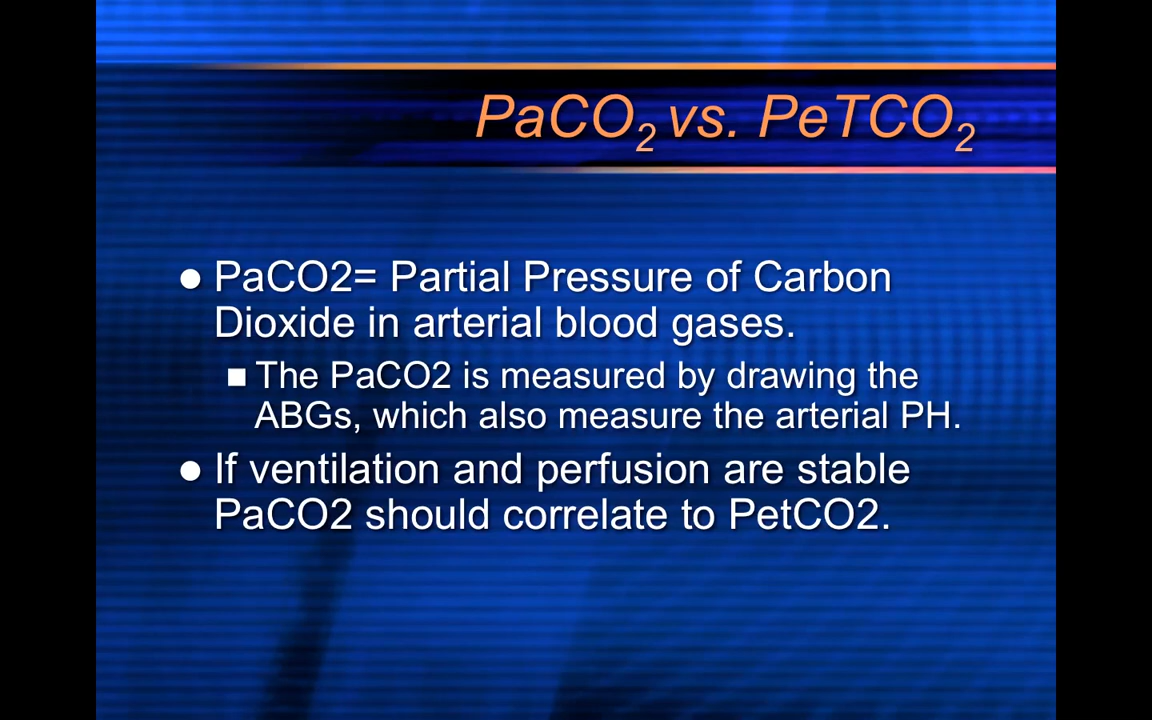 PaCO₂ vs. PeTCO₂
● PaCO2= Partial Pressure of Carbon
Dioxide in arterial blood gases.
■ The PaCO2 is measured by drawing the
ABGs, which also measure the arterial PH.
● If ventilation and perfusion are stable
PaCO2 should correlate to PetCO2.